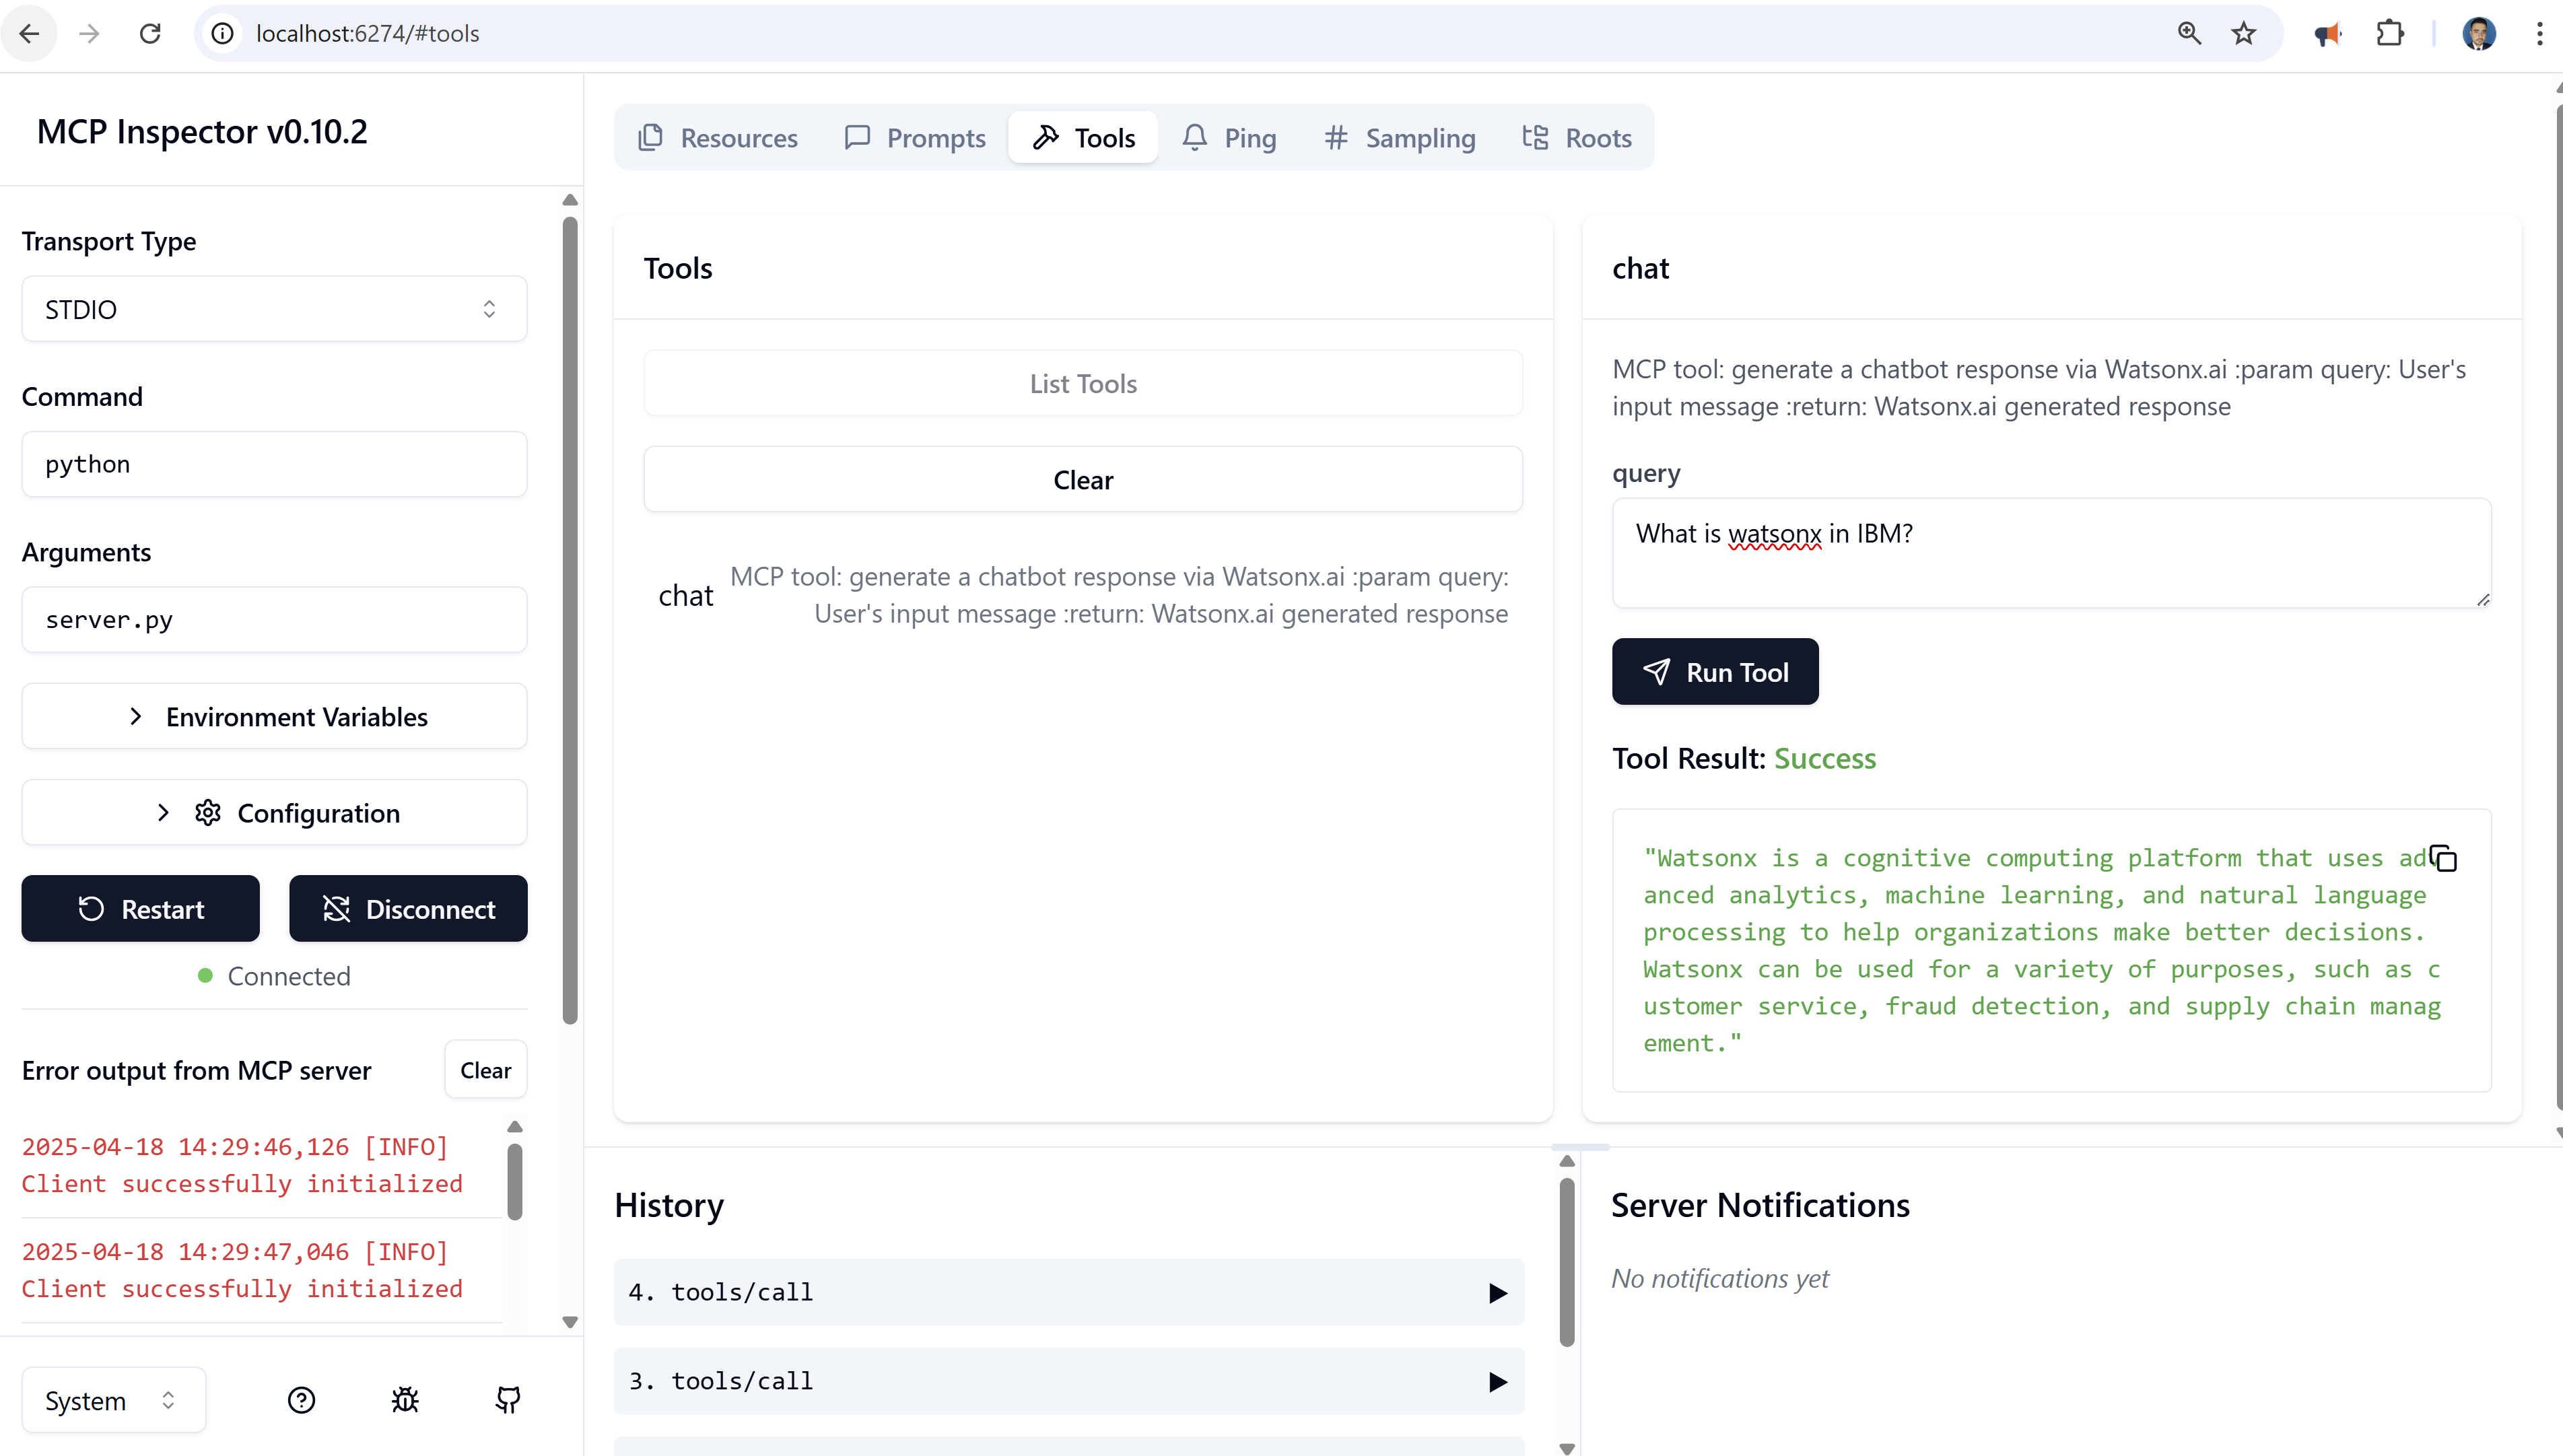 localhost:6274/#tools
MCP Inspector v0.10.2
Transport Type
STDIO
Command
python
Arguments
server.py
Environment Variables
Configuration
Restart
Disconnect
Connected
Error output from MCP server
Clear
2025-04-18 14:29:46,126 [INFO]
Client successfully initialized
2025-04-18 14:29:47,046 [INFO]
Client successfully initialized
System
Resources
Prompts
Tools
Ping
Sampling
Roots
Tools
List Tools
Clear
chat
MCP tool: generate a chatbot response via Watsonx.ai :param query:
User's input message :return: Watsonx.ai generated response
chat
MCP tool: generate a chatbot response via Watsonx.ai :param query: User's
input message :return: Watsonx.ai generated response
query
What is watsonx in IBM?
Run Tool
Tool Result: Success
"Watsonx is a cognitive computing platform that uses adv
anced analytics, machine learning, and natural language
processing to help organizations make better decisions.
Watsonx can be used for a variety of purposes, such as c
ustomer service, fraud detection, and supply chain manag
ement."
History
4. tools/call
3. tools/call
Server Notifications
No notifications yet